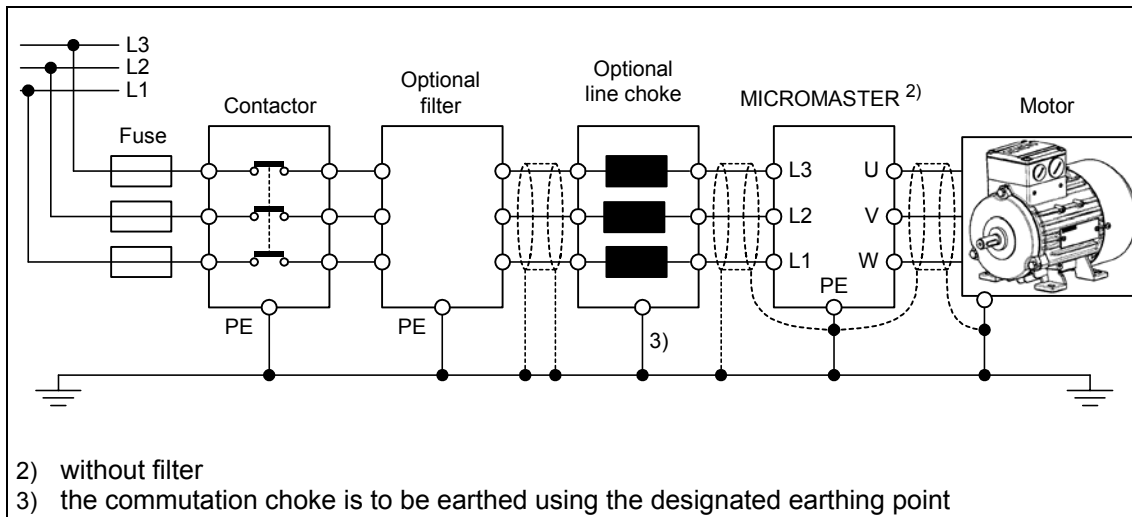 L3
L2
L1
Fuse
Contactor
Optional
filter
Optional
line choke
MICROMASTER 2)
Motor
L3
L2
L1
U
V
W
PE
PE
PE
3)
2) without filter
3) the commutation choke is to be earthed using the designated earthing point